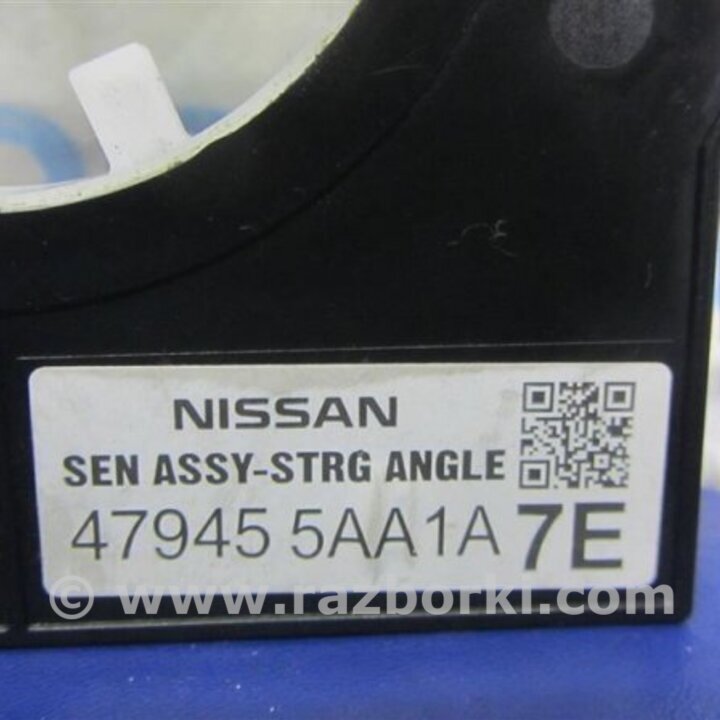 NISSAN
SEN ASSY-STRG ANGLE
47945 5AA1A 7E
© www.razborki.com